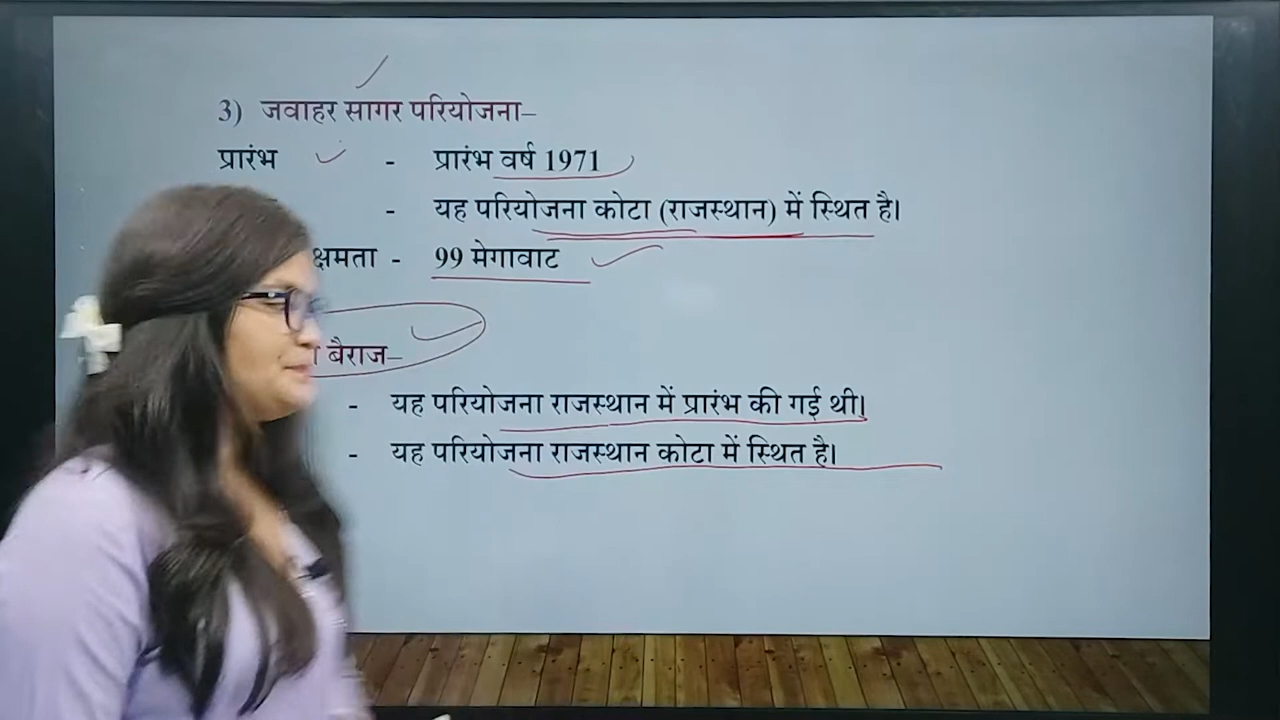 3) जवाहर सागर परियोजना–
प्रारंभ - प्रारंभ वर्ष 1971
- यह परियोजना कोटा (राजस्थान) में स्थित है।
क्षमता - 99 मेगावाट
बैराज–
- यह परियोजना राजस्थान में प्रारंभ की गई थी।
- यह परियोजना राजस्थान कोटा में स्थित है।